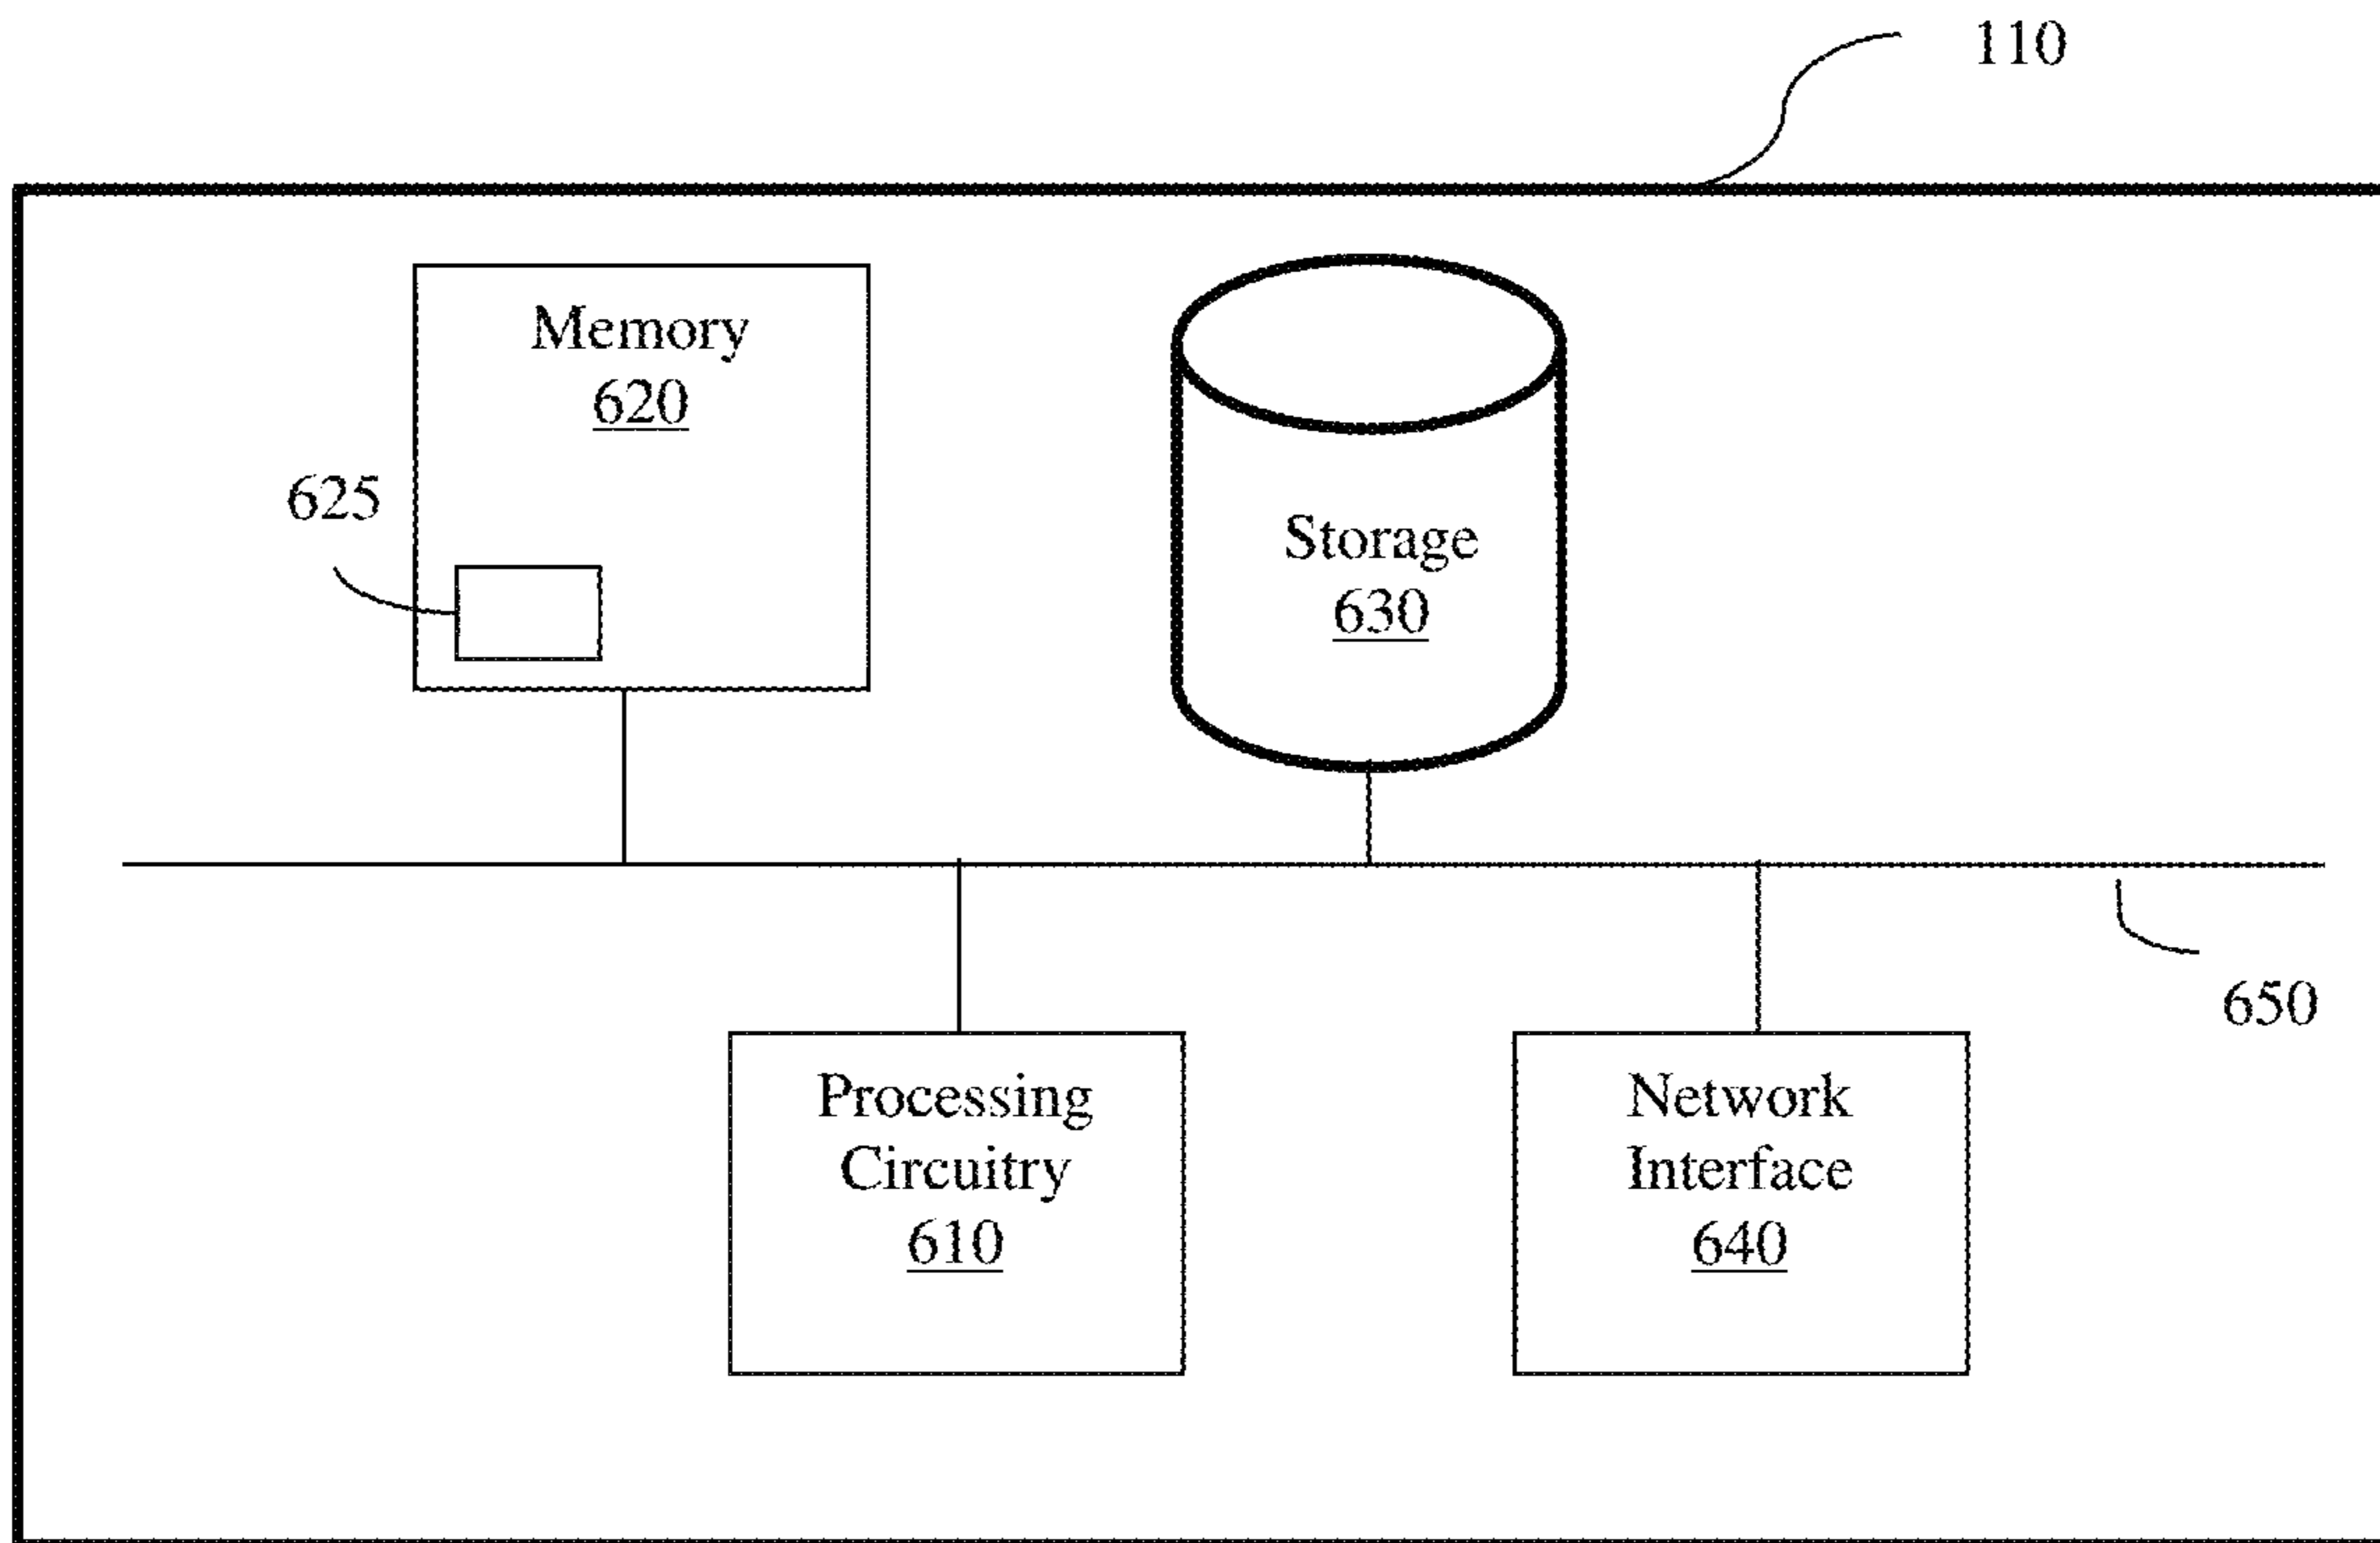 110
Memory
620
625
Storage
630
650
Processing
Circuitry
610
Network
Interface
640